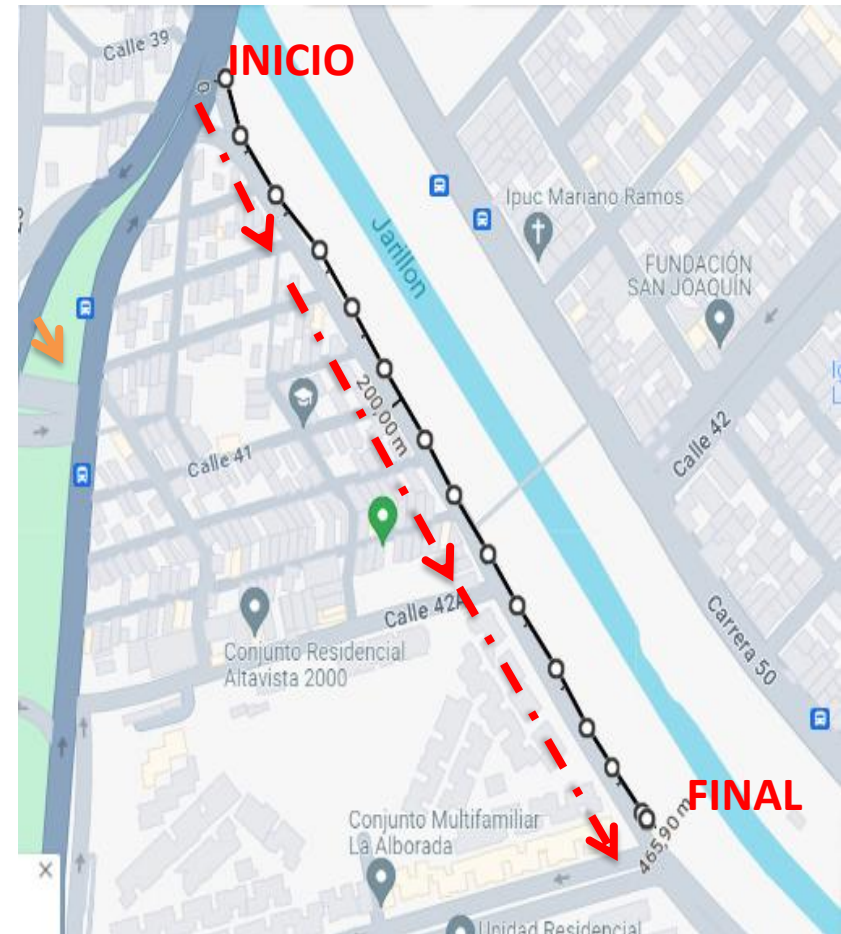 Calle 39
INICIO
0
Ipuc Mariano Ramos
Jarillon
FUNDACIÓN
SAN JOAQUÍN
200,00 m
Calle 41
Calle 42
Calle 42A
Conjunto Residencial
Altavista 2000
Carrera 50
FINAL
465,90 m
Conjunto Multifamiliar
La Alborada
Unidad Residencial